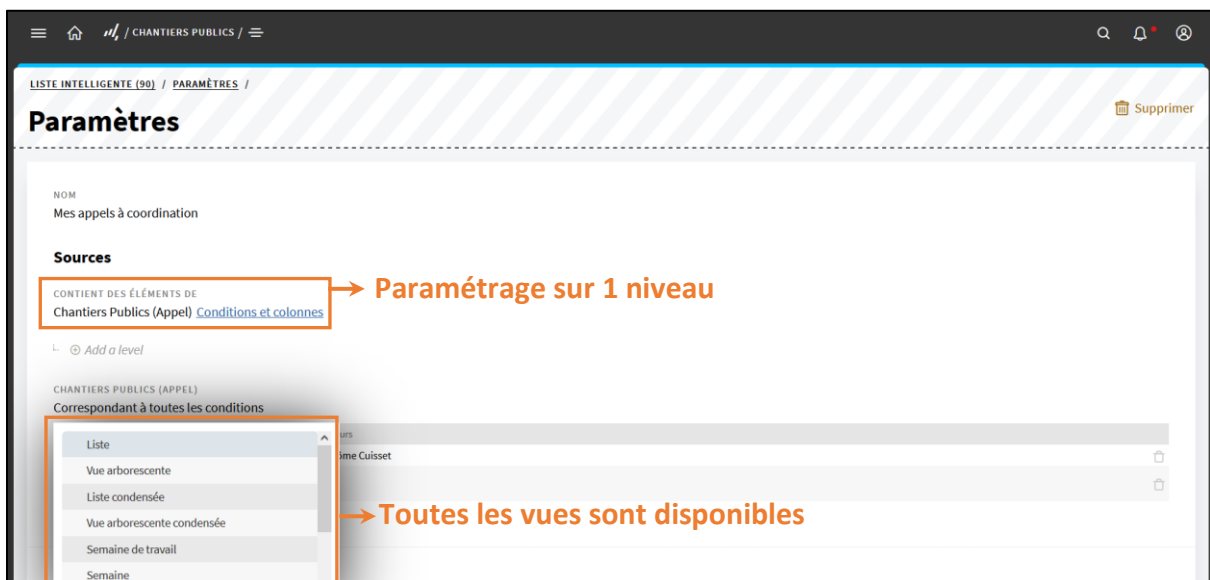 / CHANTIERS PUBLICS /
LISTE INTELLIGENTE (90) / PARAMÈTRES /
Paramètres
Supprimer
NOM
Mes appels à coordination
Sources
CONTIENT DES ÉLÉMENTS DE
Chantiers Publics (Appel) Conditions et colonnes
Paramétrage sur 1 niveau
Add a level
CHANTIERS PUBLICS (APPEL)
Correspondant à toutes les conditions
Liste
Vue arborescente
Cuisset
Liste condensée
Vue arborescente condensée
Toutes les vues sont disponibles
Semaine de travail
Semaine